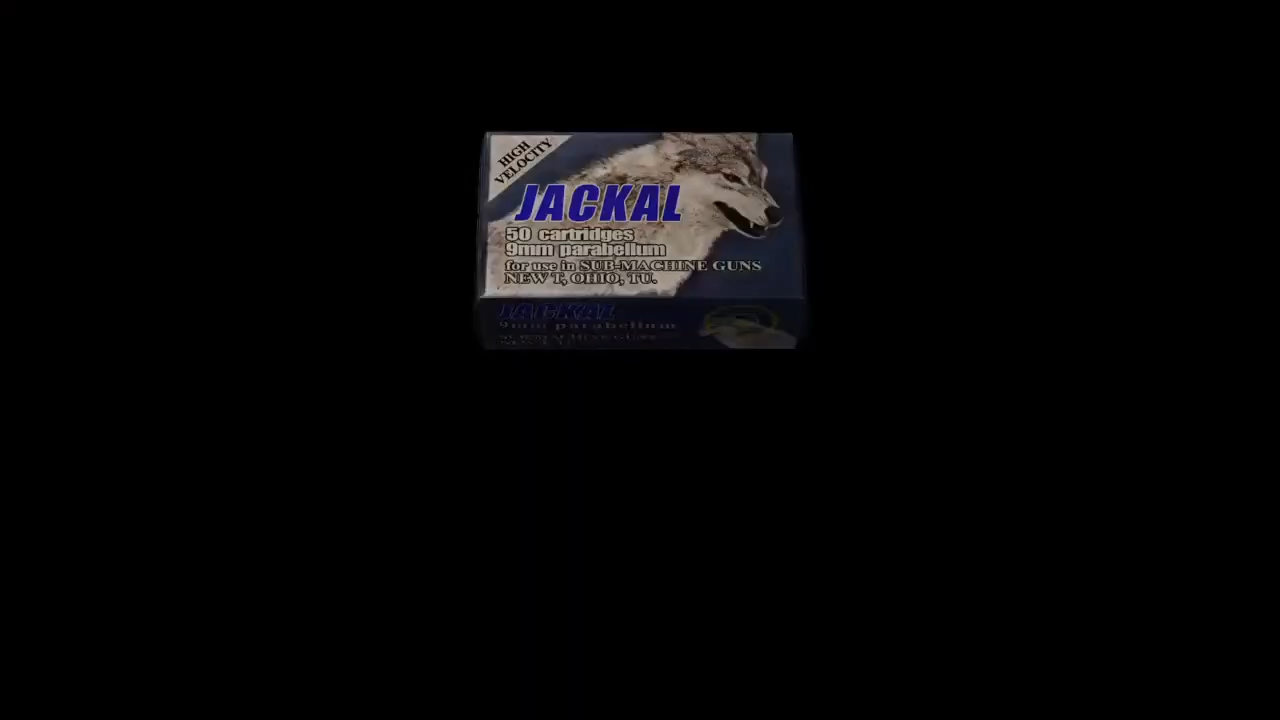 HIGH
VELOCITY
JACKAL
50 cartridges
9mm parabellum
for use in SUB-MACHINE GUNS
NEW T, OHIO, TU.
JACKAL
9mm parabellum